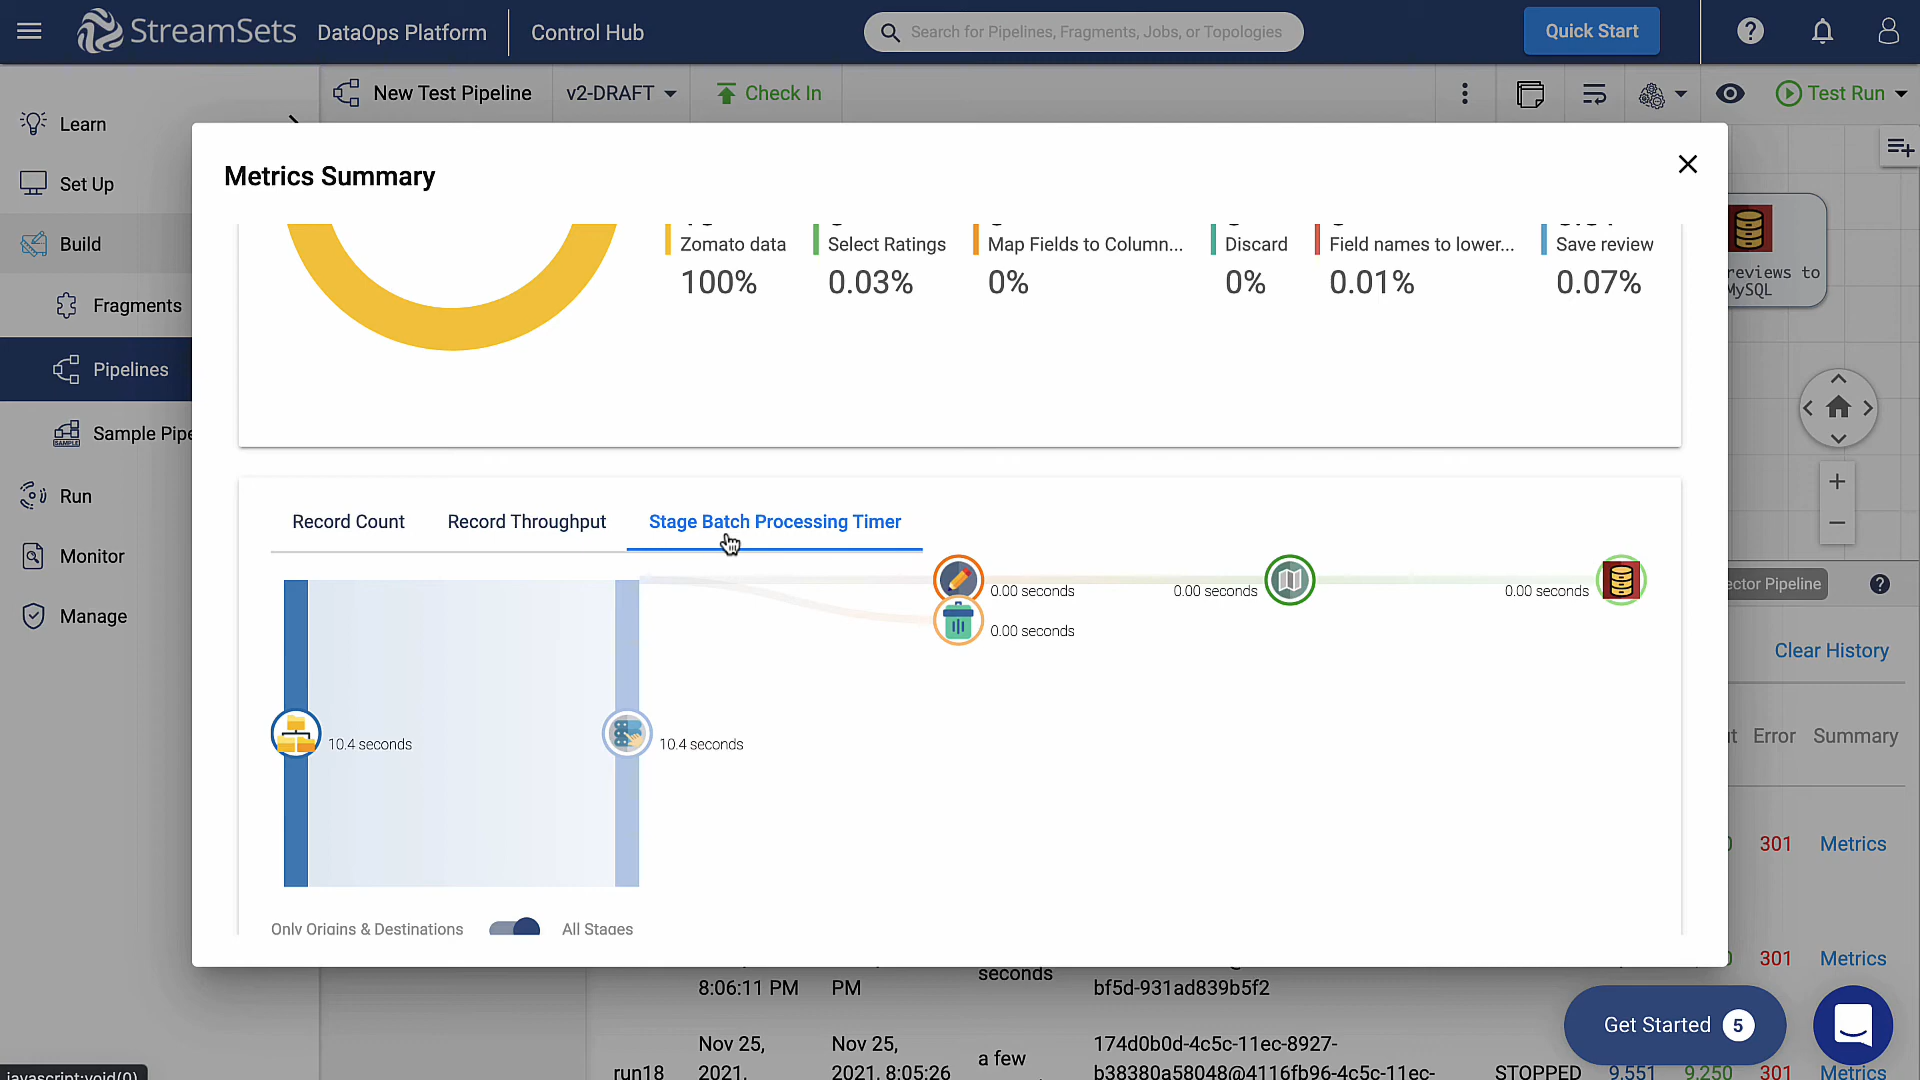 StreamSets DataOps Platform Control Hub
Search for Pipelines, Fragments, Jobs, or Topologies
Quick Start
Learn
Set Up
Build
Fragments
Pipelines
Sample Pipe
Run
Monitor
Manage
New Test Pipeline
v2-DRAFT
Check In
Test Run
Metrics Summary
Zomato data
100%
Select Ratings
0.03%
Map Fields to Column...
0%
Discard
0%
Field names to lower...
0.01%
Save review
0.07%
reviews to
MySQL
Record Count
Record Throughput
Stage Batch Processing Timer
0.00 seconds
0.00 seconds
0.00 seconds
0.00 seconds
10.4 seconds
10.4 seconds
Only Origins & Destinations
All Stages
ector Pipeline
Clear History
Error
Summary
301 Metrics
301 Metrics
8:06:11 PM
PM
seconds
bf5d-931ad839b5f2
run18
Nov 25,
2021,
Nov 25,
2021, 8:05:26
a few
174d0b0d-4c5c-11ec-8927-
b38380a58048@4116fb96-4c5c-11ec-
STOPPED
9,551
9,250
301
Metrics
Get Started 5
javascript:void(0)